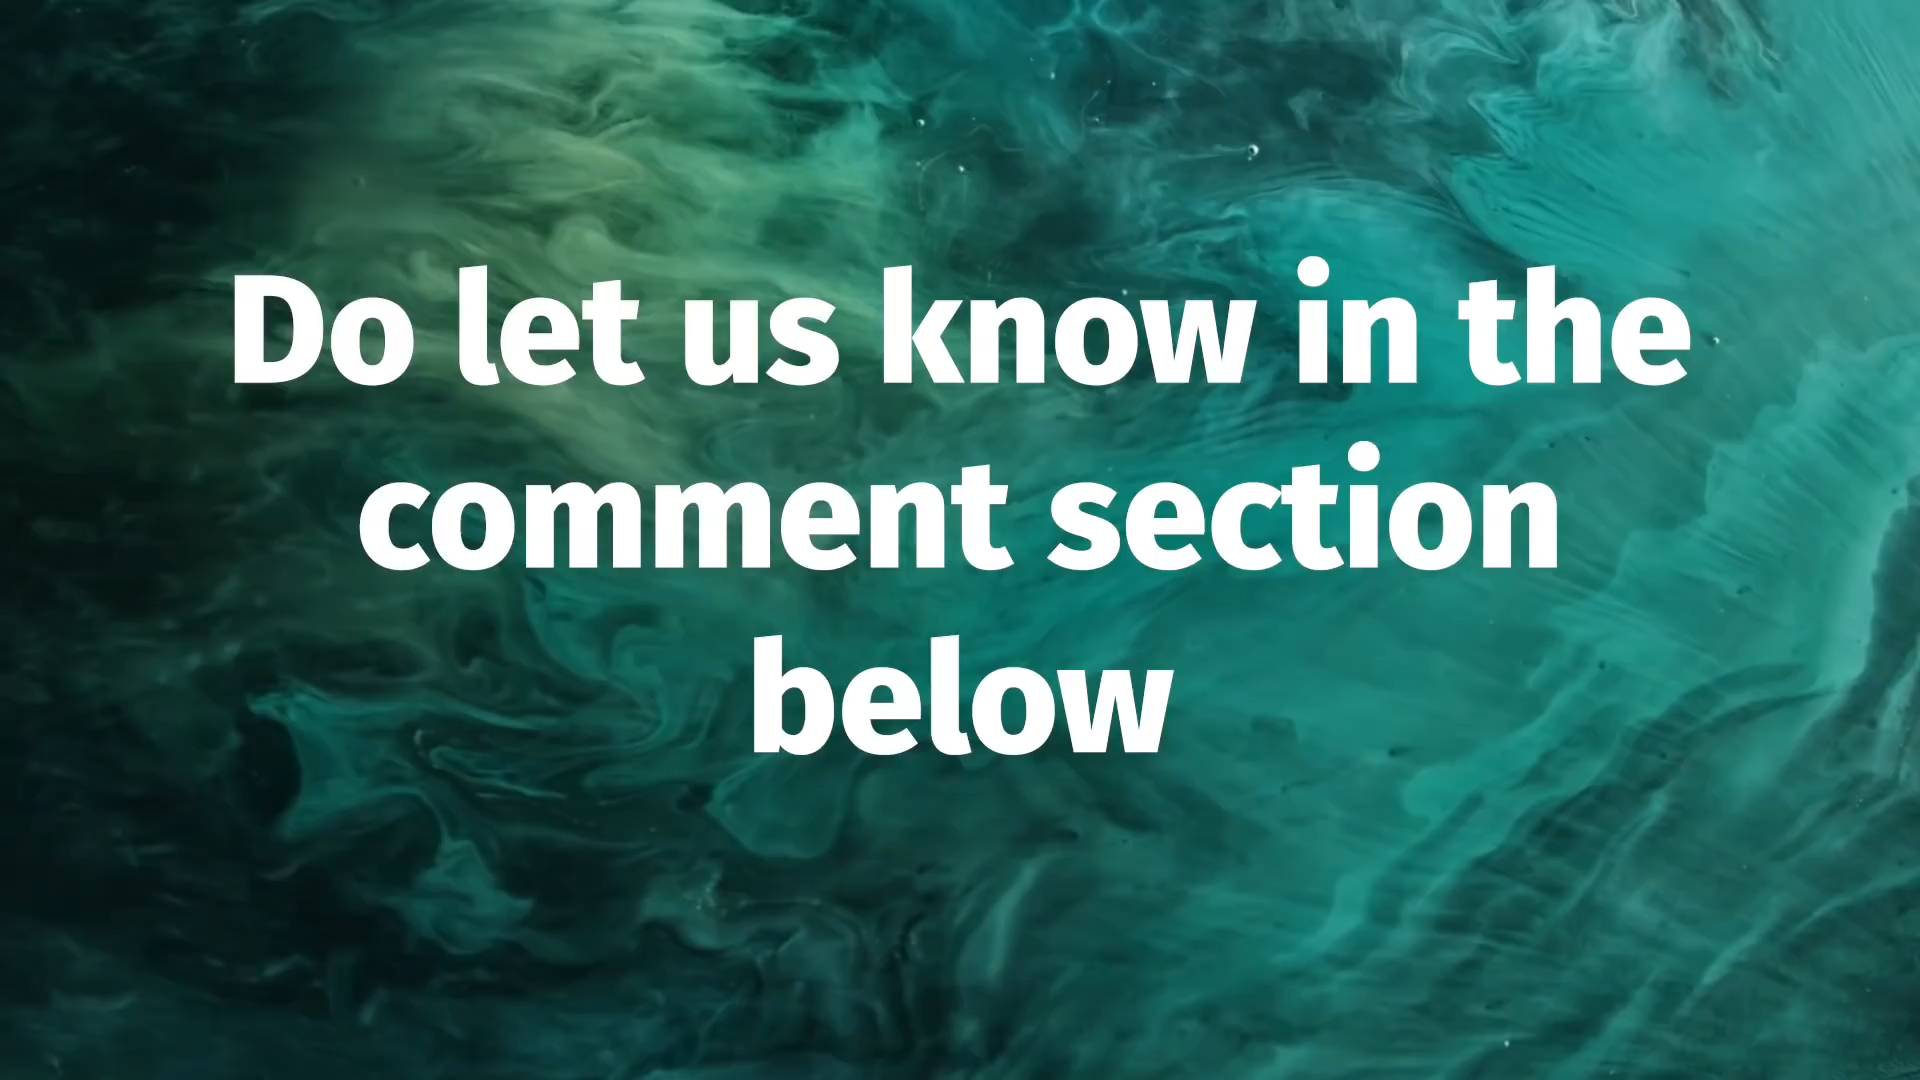 Do let us know in the
comment section
below